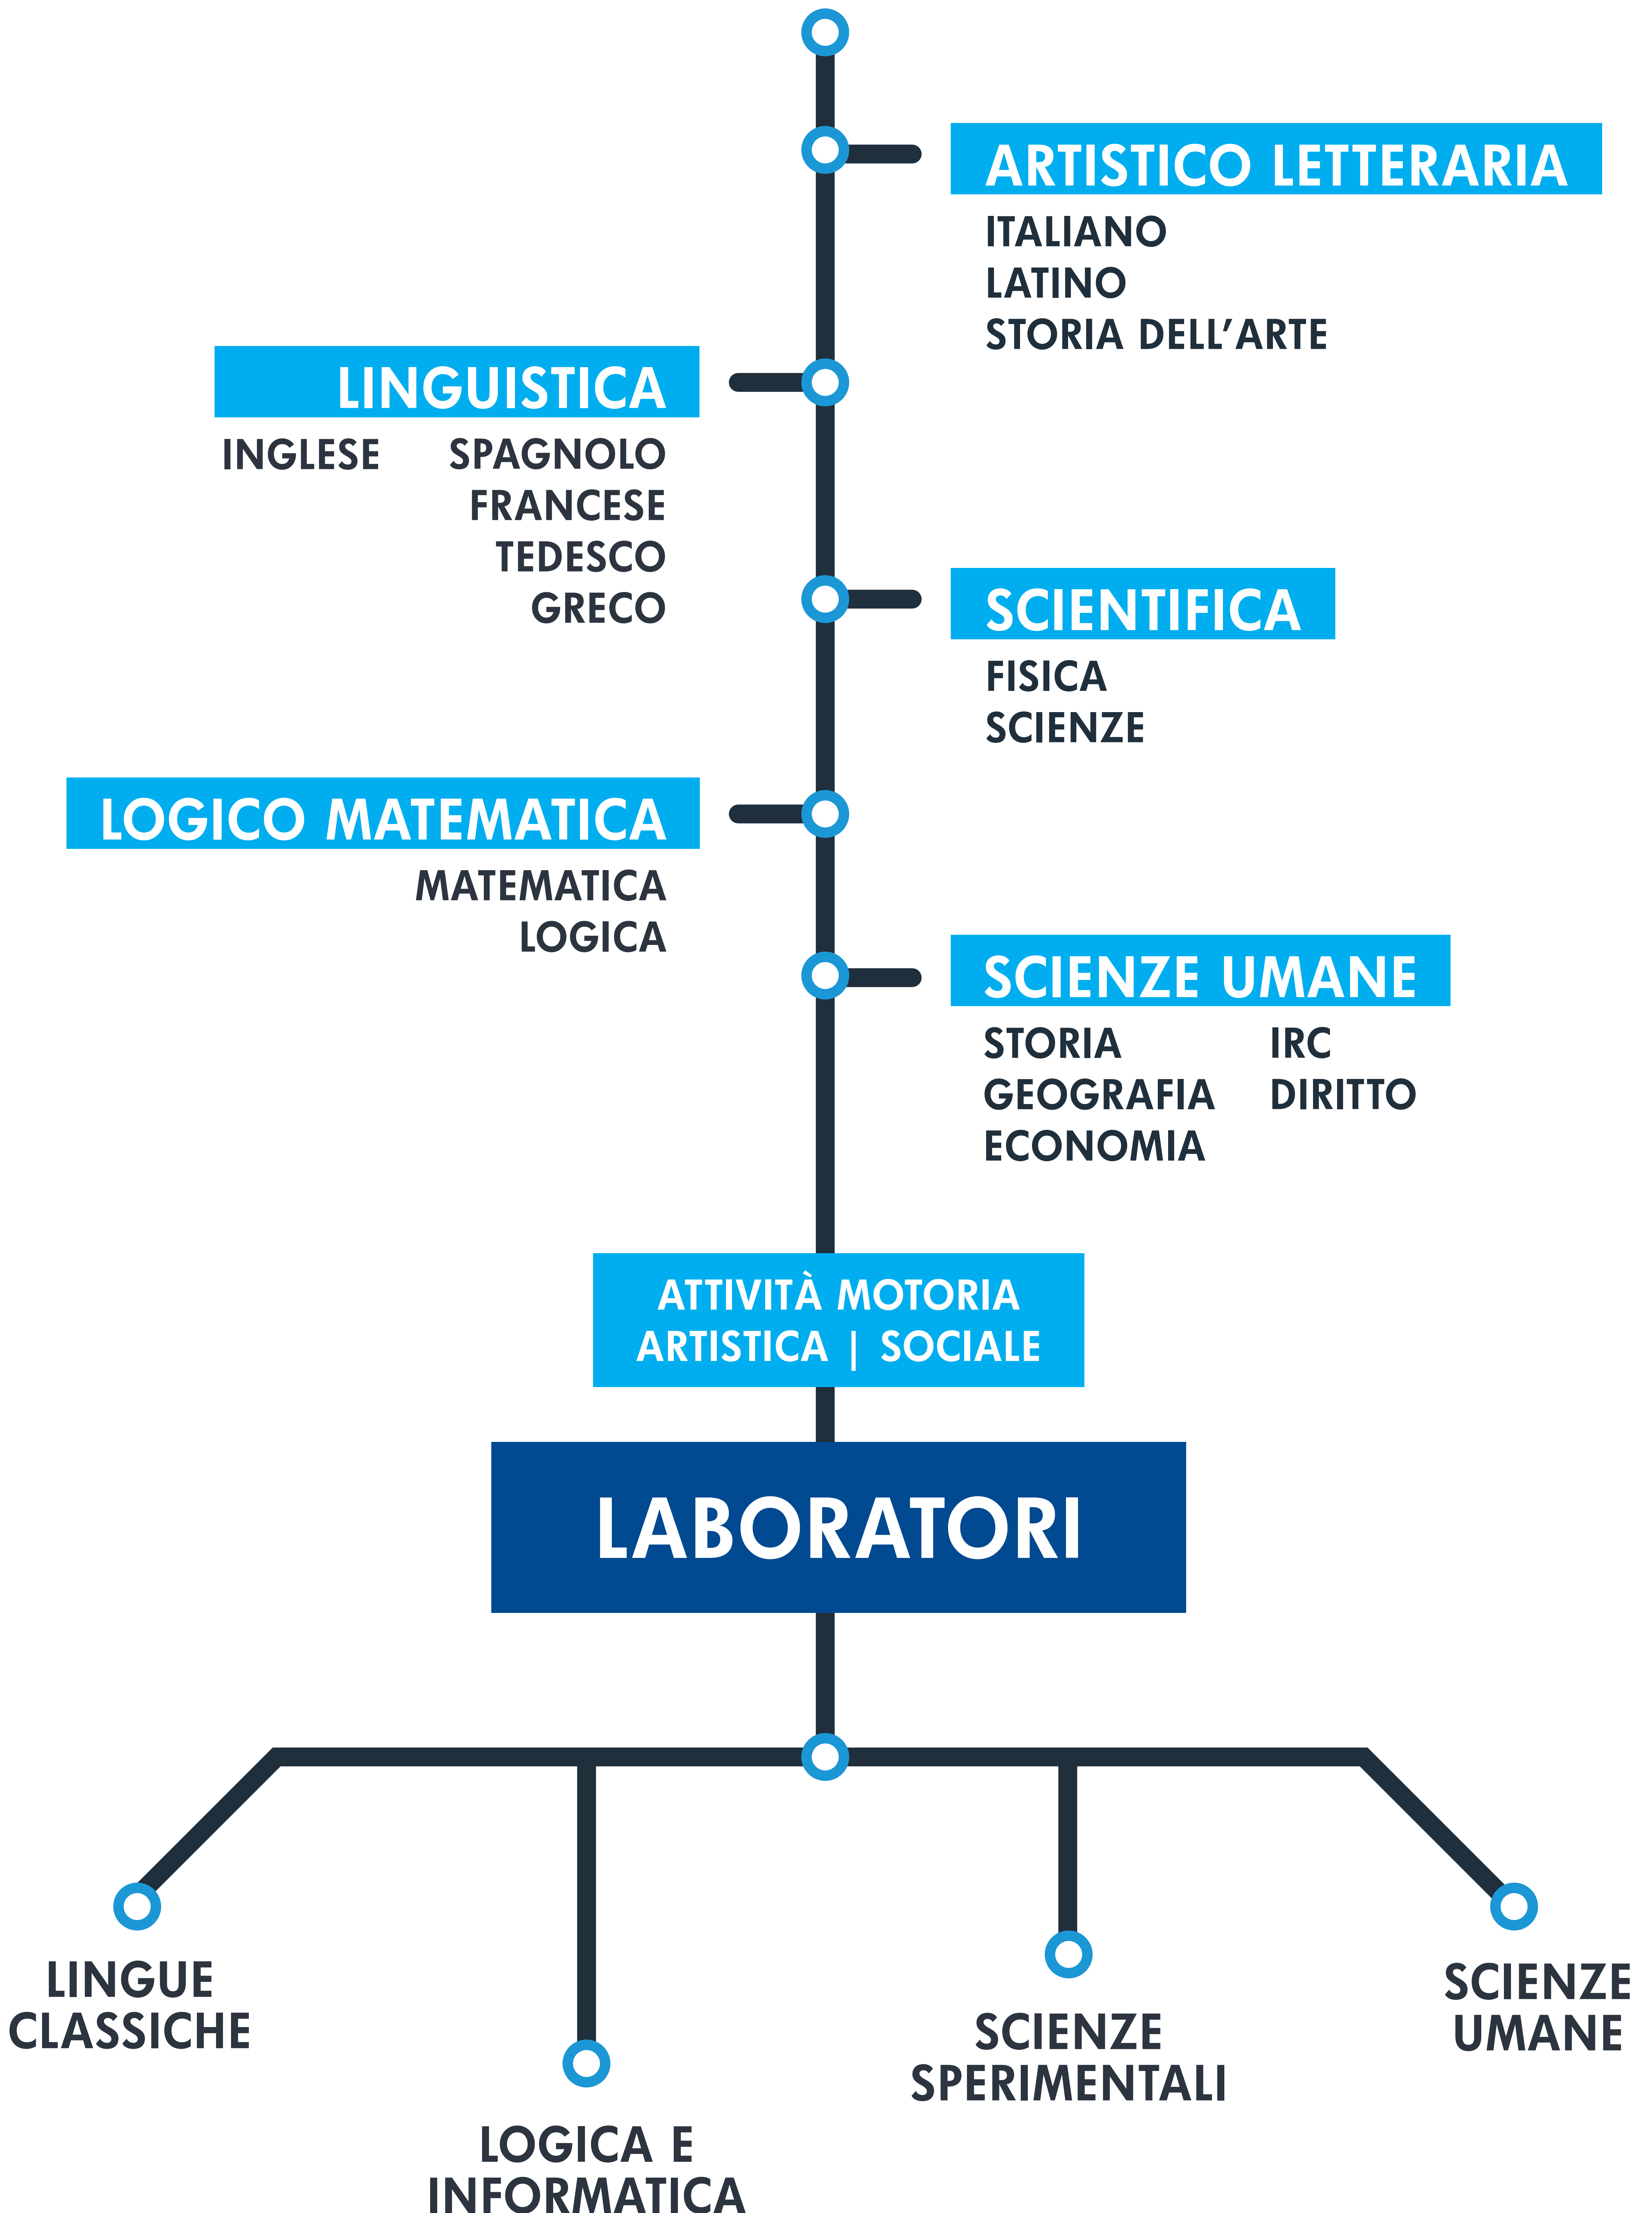 ARTISTICO LETTERARIA
ITALIANO
LATINO
STORIA DELL’ARTE
LINGUISTICA
INGLESE SPAGNOLO
FRANCESE
TEDESCO
GRECO
SCIENTIFICA
FISICA
SCIENZE
LOGICO MATEMATICA
MATEMATICA
LOGICA
SCIENZE UMANE
STORIA IRC
GEOGRAFIA DIRITTO
ECONOMIA
ATTIVITÀ MOTORIA
ARTISTICA | SOCIALE
LABORATORI
LINGUE
CLASSICHE
LOGICA E
INFORMATICA
SCIENZE
SPERIMENTALI
SCIENZE
UMANE